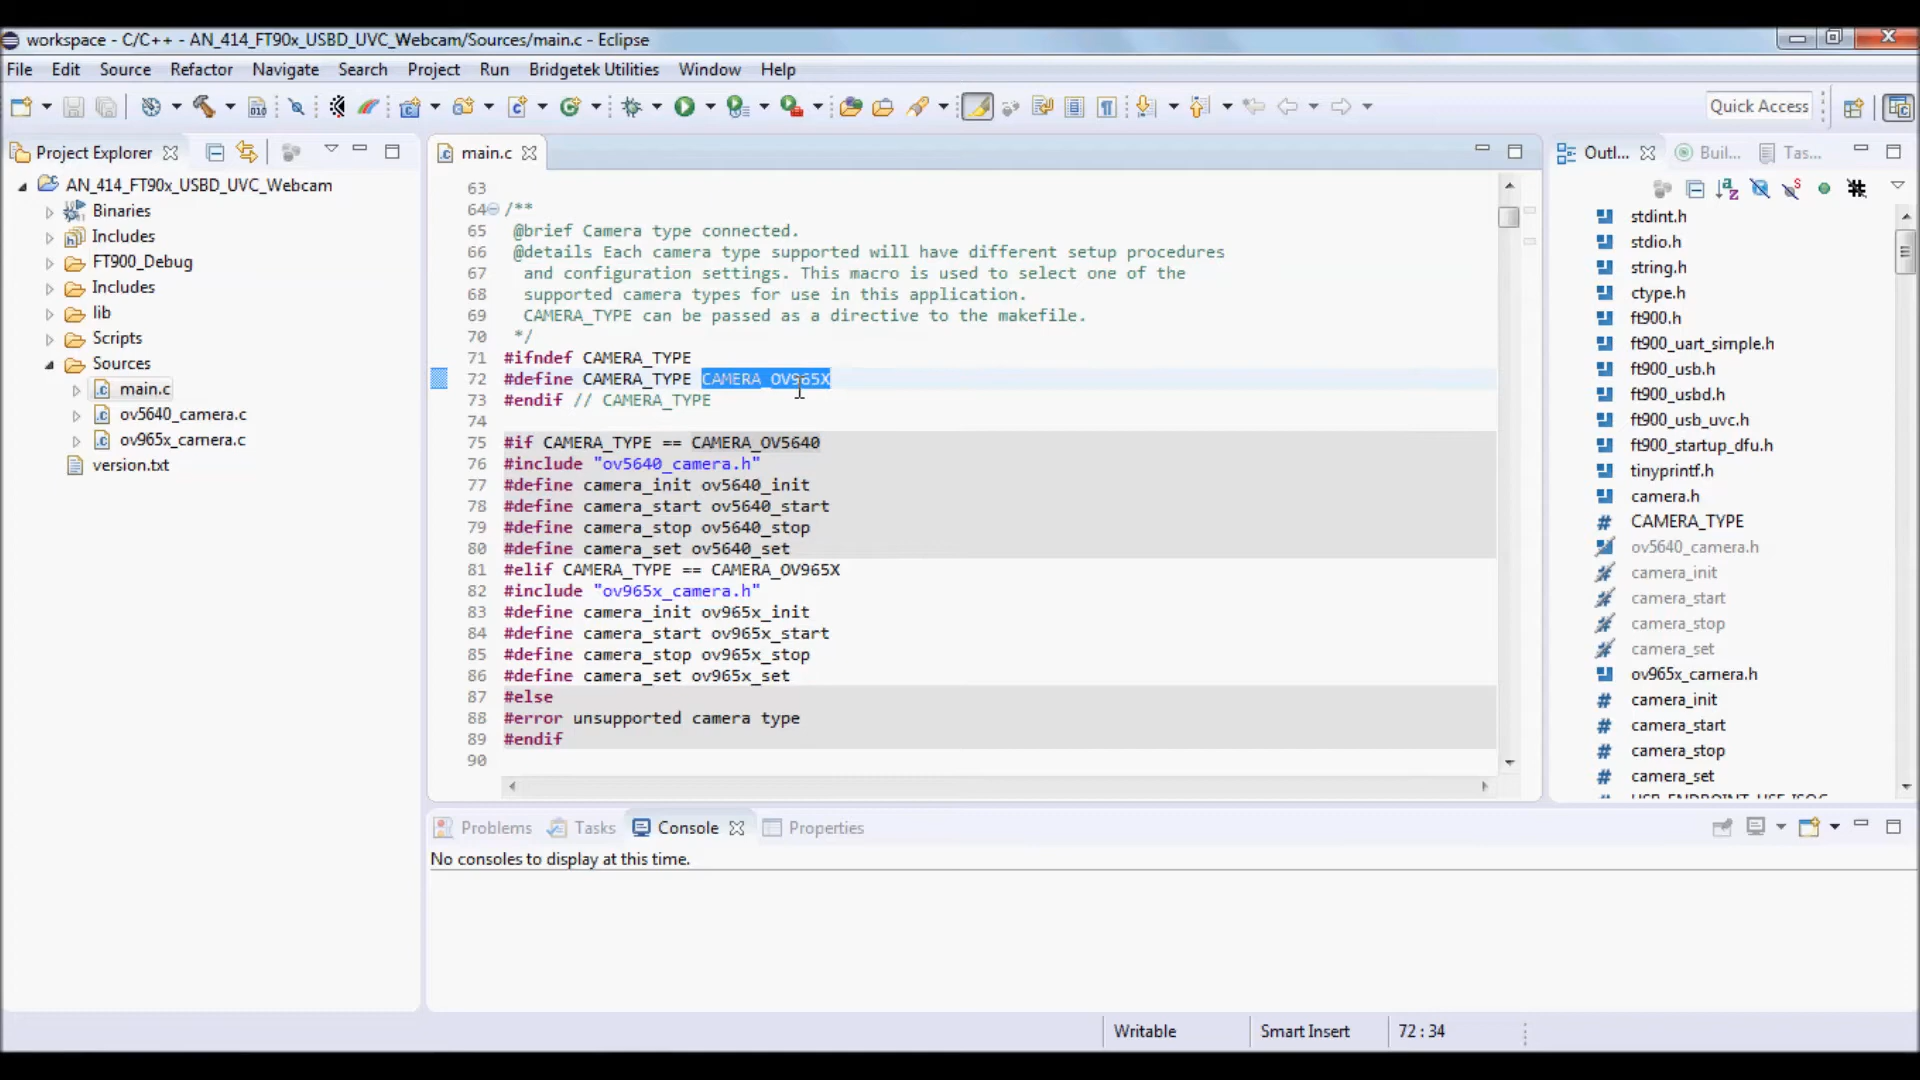 workspace - C/C++ - AN_414_FT90x_USBD_UVC_Webcam/Sources/main.c - Eclipse
File Edit Source Refactor Navigate Search Project Run Bridgetek Utilities Window Help
Quick Access
Project Explorer
AN_414_FT90x_USBD_UVC_Webcam
Binaries
Includes
FT900_Debug
Includes
lib
Scripts
Sources
main.c
ov5640_camera.c
ov965x_camera.c
version.txt
main.c
63
64 /**
65 @brief Camera type connected.
66 @details Each camera type supported will have different setup procedures
67 and configuration settings. This macro is used to select one of the
68 supported camera types for use in this application.
69 CAMERA_TYPE can be passed as a directive to the makefile.
70 */
71 #ifndef CAMERA_TYPE
72 #define CAMERA_TYPE CAMERA_OV965X
73 #endif // CAMERA_TYPE
74
75 #if CAMERA_TYPE == CAMERA_OV5640
76 #include "ov5640_camera.h"
77 #define camera_init ov5640_init
78 #define camera_start ov5640_start
79 #define camera_stop ov5640_stop
80 #define camera_set ov5640_set
81 #elif CAMERA_TYPE == CAMERA_OV965X
82 #include "ov965x_camera.h"
83 #define camera_init ov965x_init
84 #define camera_start ov965x_start
85 #define camera_stop ov965x_stop
86 #define camera_set ov965x_set
87 #else
88 #error unsupported camera type
89 #endif
90
Outl... Buil... Tas...
stdint.h
stdio.h
string.h
ctype.h
ft900.h
ft900_uart_simple.h
ft900_usb.h
ft900_usbd.h
ft900_usb_uvc.h
ft900_startup_dfu.h
tinyprintf.h
camera.h
CAMERA_TYPE
ov5640_camera.h
camera_init
camera_start
camera_stop
camera_set
ov965x_camera.h
camera_init
camera_start
camera_stop
camera_set
Problems Tasks Console Properties
No consoles to display at this time.
Writable Smart Insert 72 : 34